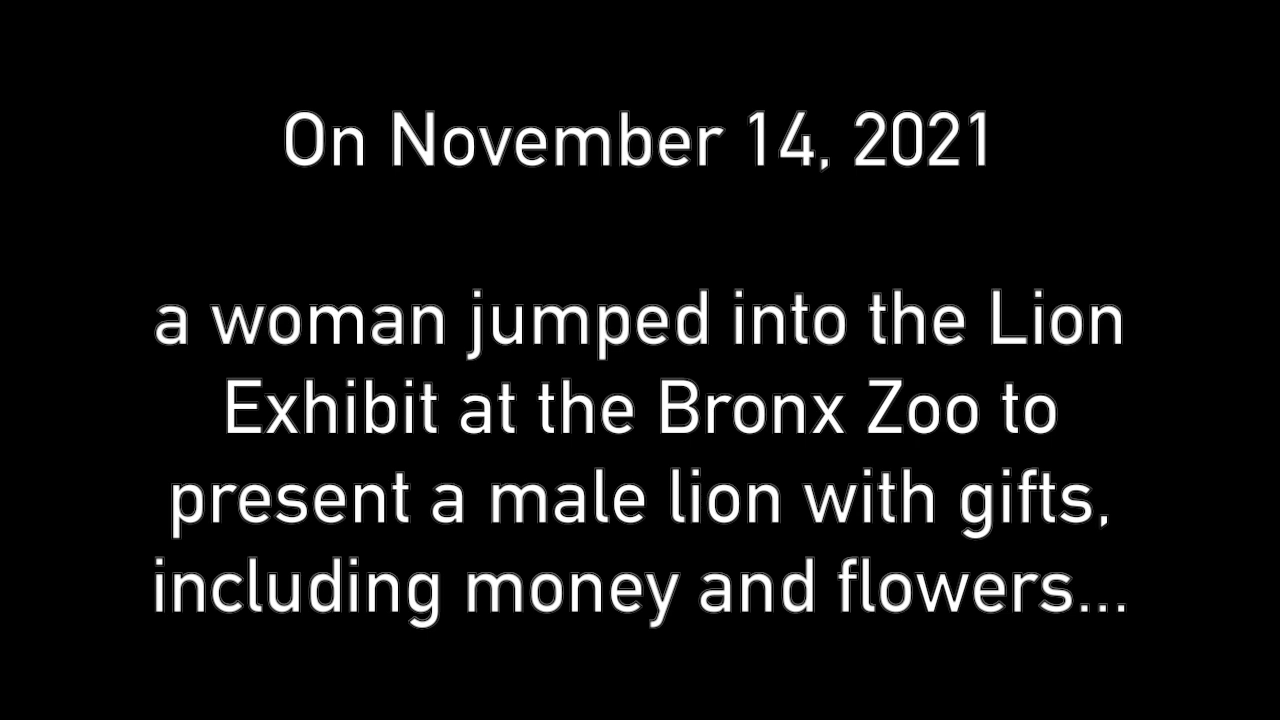 On November 14, 2021
a woman jumped into the Lion
Exhibit at the Bronx Zoo to
present a male lion with gifts,
including money and flowers...